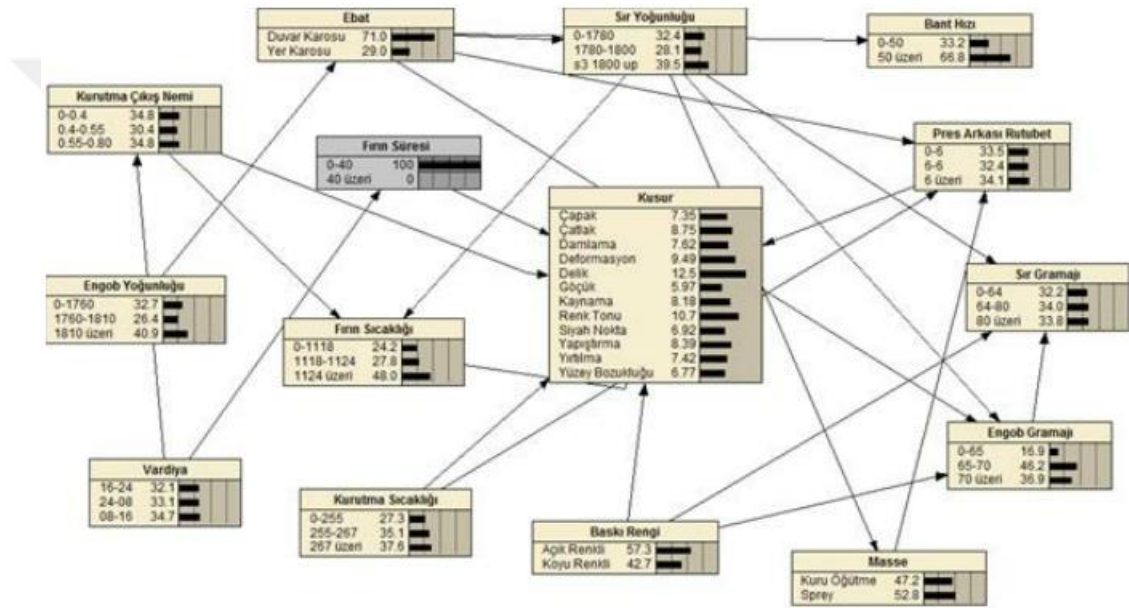 Ebat
Duvar Karosu 71.0
Yer Karosu 29.0
Sır Yoğunluğu
0-1780 32.4
1780-1800 28.1
s3 1800 up 39.5
Bant Hızı
0-50 33.2
50 üzeri 66.8
Kurutma Çıkış Nemi
0-0.4 34.8
0.4-0.55 30.4
0.55-0.80 34.8
Fırın Süresi
0-40 100
40 üzeri 0
Pres Arkası Rutubet
0-6 33.5
6-6 32.4
6 üzeri 34.1
Kusur
Çapak 7.35
Çatlak 8.75
Damlama 7.62
Deformasyon 9.49
Delik 12.5
Göçük 5.97
Kaynama 8.18
Renk Tonu 10.7
Siyah Nokta 6.92
Yapıştırma 8.39
Yırtılma 7.42
Yüzey Bozukluğu 6.77
Engob Yoğunluğu
0-1760 32.7
1760-1810 26.4
1810 üzeri 40.9
Fırın Sıcaklığı
0-1118 24.2
1118-1124 27.8
1124 üzeri 48.0
Sır Gramajı
0-64 32.2
64-80 34.0
80 üzeri 33.8
Engob Gramajı
0-65 16.9
65-70 46.2
70 üzeri 36.9
Vardiya
16-24 32.1
24-08 33.1
08-16 34.7
Kurutma Sıcaklığı
0-255 27.3
255-267 35.1
267 üzeri 37.6
Baskı Rengi
Açık Renkli 57.3
Koyu Renkli 42.7
Masse
Kuru Öğütme 47.2
Sprey 52.8